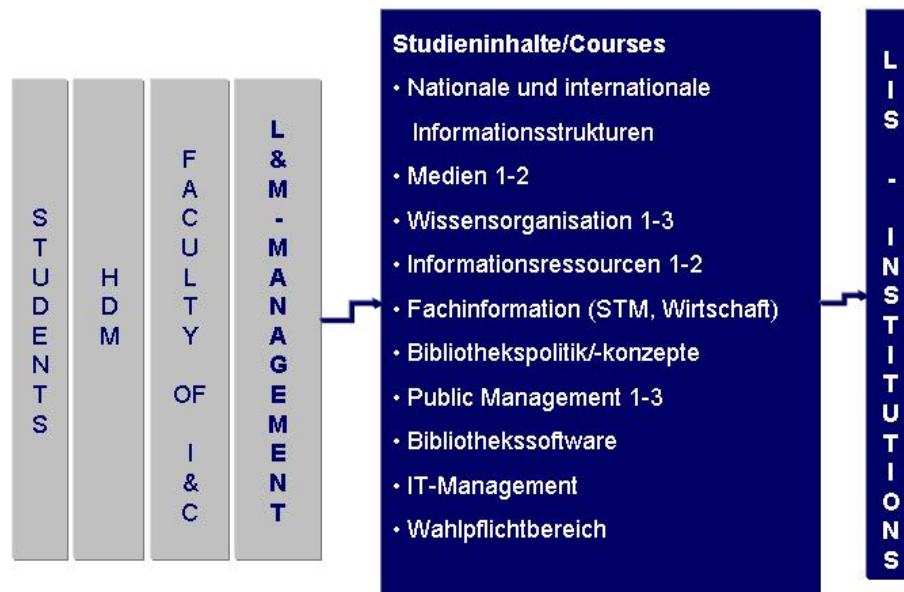 STUDENTS
HDM
FACULTY OF I&C
L&M-MANAGEMENT
Studieninhalte/Courses
• Nationale und internationale
Informationsstrukturen
• Medien 1-2
• Wissensorganisation 1-3
• Informationsressourcen 1-2
• Fachinformation (STM, Wirtschaft)
• Bibliothekspolitik/-konzepte
• Public Management 1-3
• Bibliothekssoftware
• IT-Management
• Wahlpflichtbereich
LIS - INSTITUTIONS